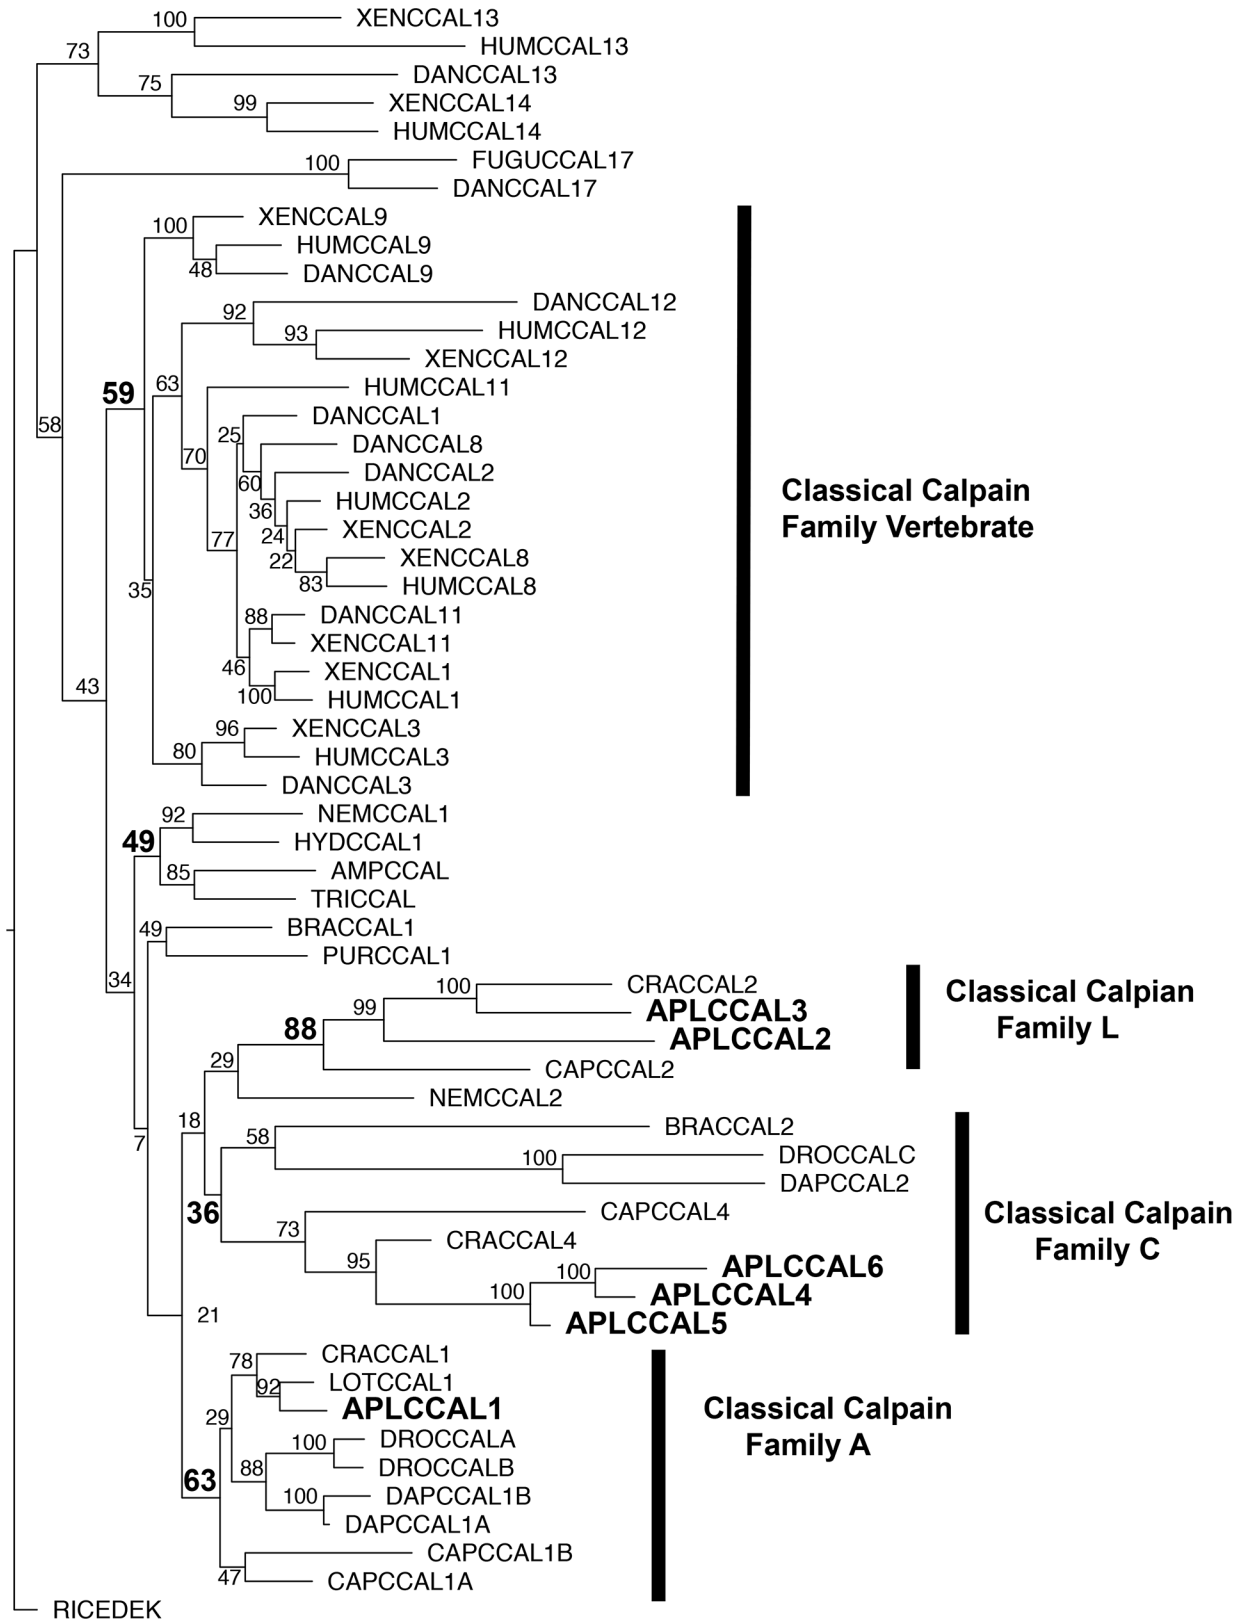 100 XENCCAL13
73 HUMCCAL13
75 DANCCAL13
99 XENCCAL14
HUMCCAL14
100 FUGUCCAL17
DANCCAL17
100 XENCCAL9
HUMCCAL9
48 DANCCAL9
92 DANCCAL12
93 HUMCCAL12
XENCCAL12
59 63 HUMCCAL11
58 25 DANCCAL1
70 DANCCAL8
60 DANCCAL2
36 HUMCCAL2
77 24 XENCCAL2
22 XENCCAL8
35 83 HUMCCAL8
88 DANCCAL11
XENCCAL11
46 XENCCAL1
43 100 HUMCCAL1
96 XENCCAL3
80 HUMCCAL3
DANCCAL3
Classical Calpain
Family Vertebrate
92 NEMCCAL1
49 HYDCCAL1
85 AMPCCAL
TRICCAL
49 BRACCAL1
PURCCAL1
34 100 CRACCAL2
99 APLCCAL3
88 APLCCAL2
29 CAPCCAL2
NEMCCAL2
Classical Calpian
Family L
7 18 58 BRACCAL2
100 DROCCALC
DAPCCAL2
36 73 CAPCCAL4
95 CRACCAL4
100 APLCCAL6
100 APLCCAL4
21 APLCCAL5
Classical Calpain
Family C
78 CRACCAL1
92 LOTCCAL1
29 APLCCAL1
100 DROCCALA
63 88 DROCCALB
100 DAPCCAL1B
DAPCCAL1A
CAPCCAL1B
47 CAPCCAL1A
Classical Calpain
Family A
RICEDEK